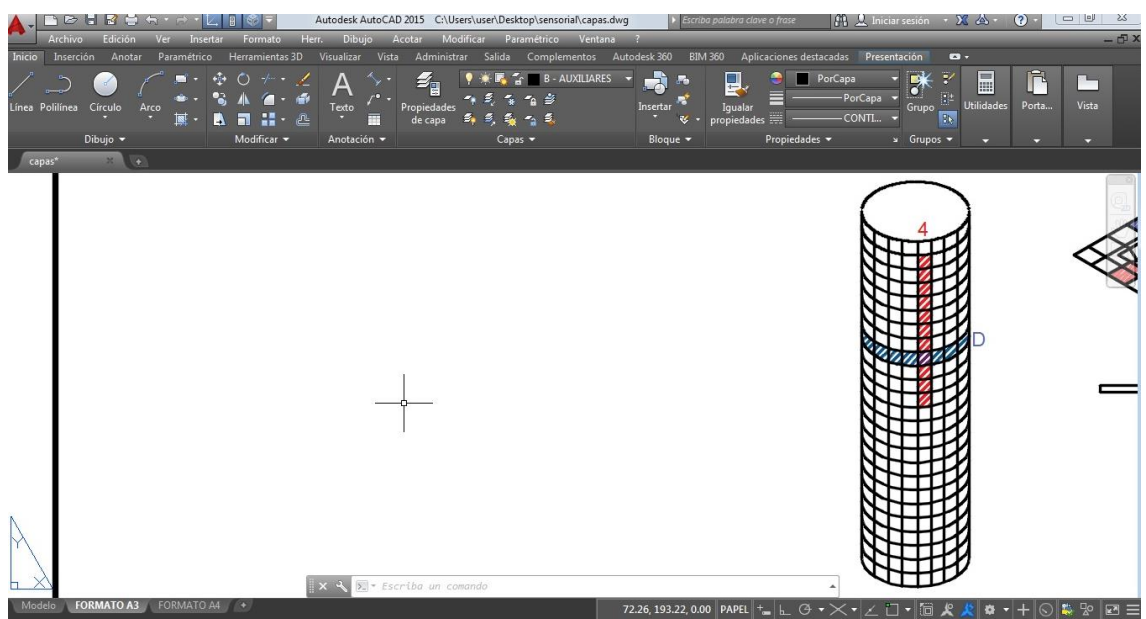 Autodesk AutoCAD 2015 C:\Users\user\Desktop\sensorial\capas.dwg Escriba palabra clave o frase Iniciar sesión
Archivo Edición Ver Insertar Formato Herr. Dibujo Acotar Modificar Paramétrico Ventana ?
Inicio Inserción Anotar Paramétrico Herramientas 3D Visualizar Vista Administrar Salida Complementos Autodesk 360 BIM 360 Aplicaciones destacadas Presentación
B - AUXILIARES PorCapa
Línea Polilínea Círculo Arco Texto Propiedades de capa Insertar Igualar propiedades PorCapa CONTI... Grupo Utilidades Porta... Vista
Dibujo Modificar Anotación Capas Bloque Propiedades Grupos
capas*
4
D
Y
X
Escriba un comando
Modelo FORMATO A3 FORMATO A4 72.26, 193.22, 0.00 PAPEL